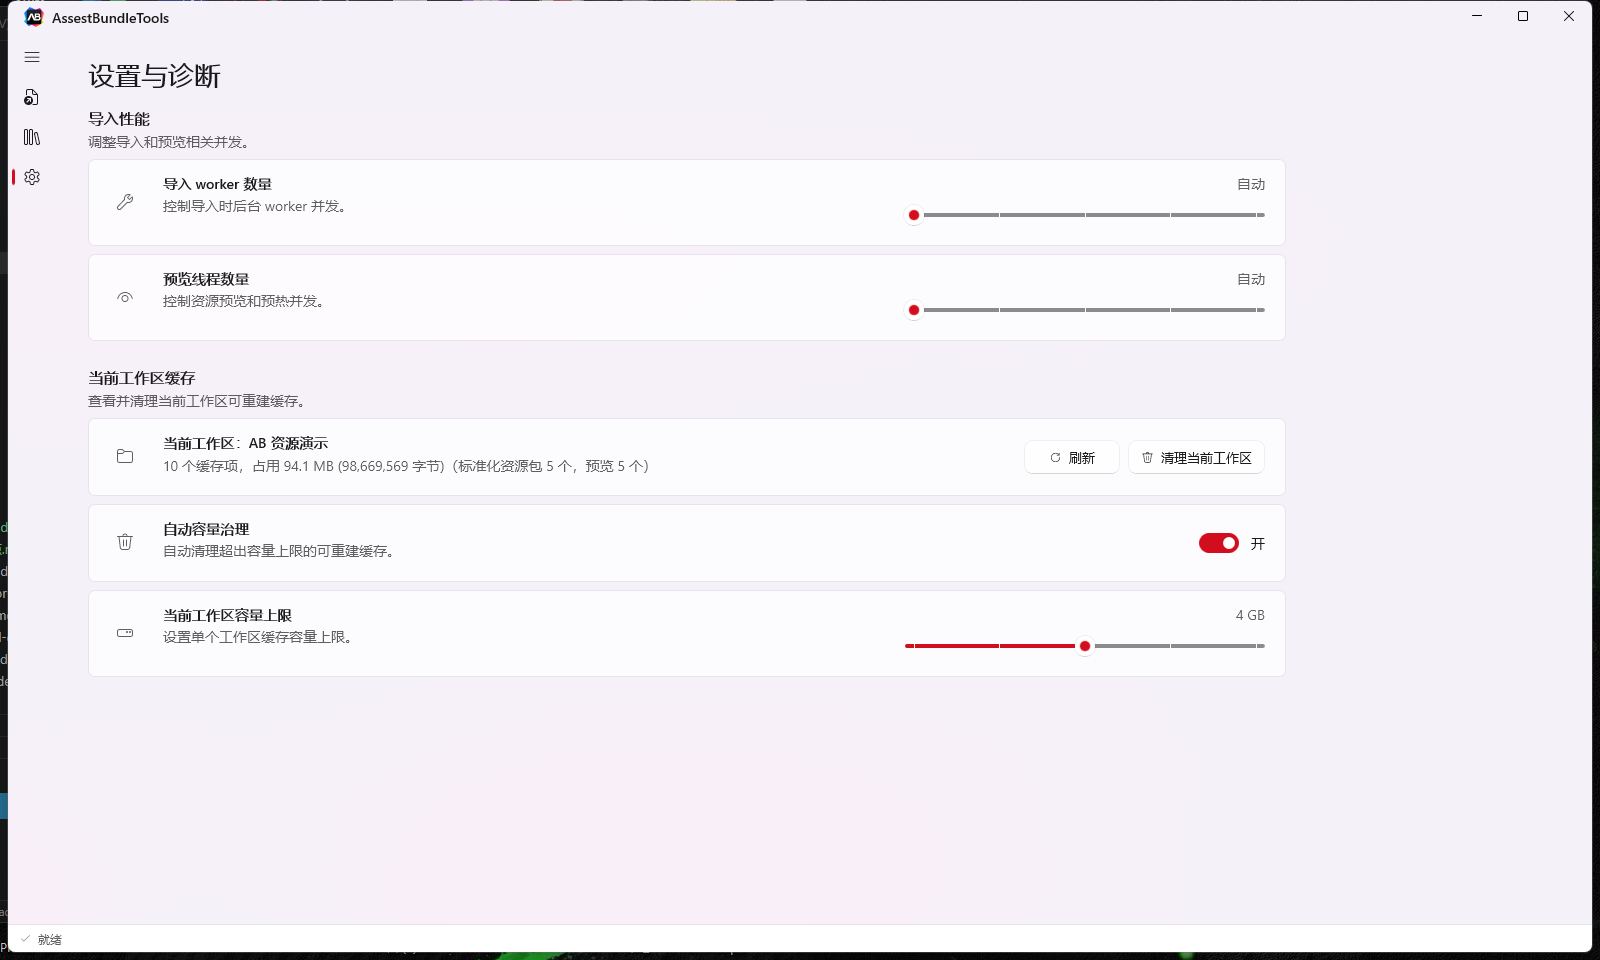 AssestBundleTools
设置与诊断
导入性能
调整导入和预览相关并发。
导入 worker 数量
控制导入时后台 worker 并发。
自动
预览线程数量
控制资源预览和预热并发。
自动
当前工作区缓存
查看并清理当前工作区可重建缓存。
当前工作区：AB 资源演示
10 个缓存项，占用 94.1 MB (98,669,569 字节)（标准化资源包 5 个，预览 5 个）
刷新
清理当前工作区
自动容量治理
自动清理超出容量上限的可重建缓存。
开
当前工作区容量上限
设置单个工作区缓存容量上限。
4 GB
就绪